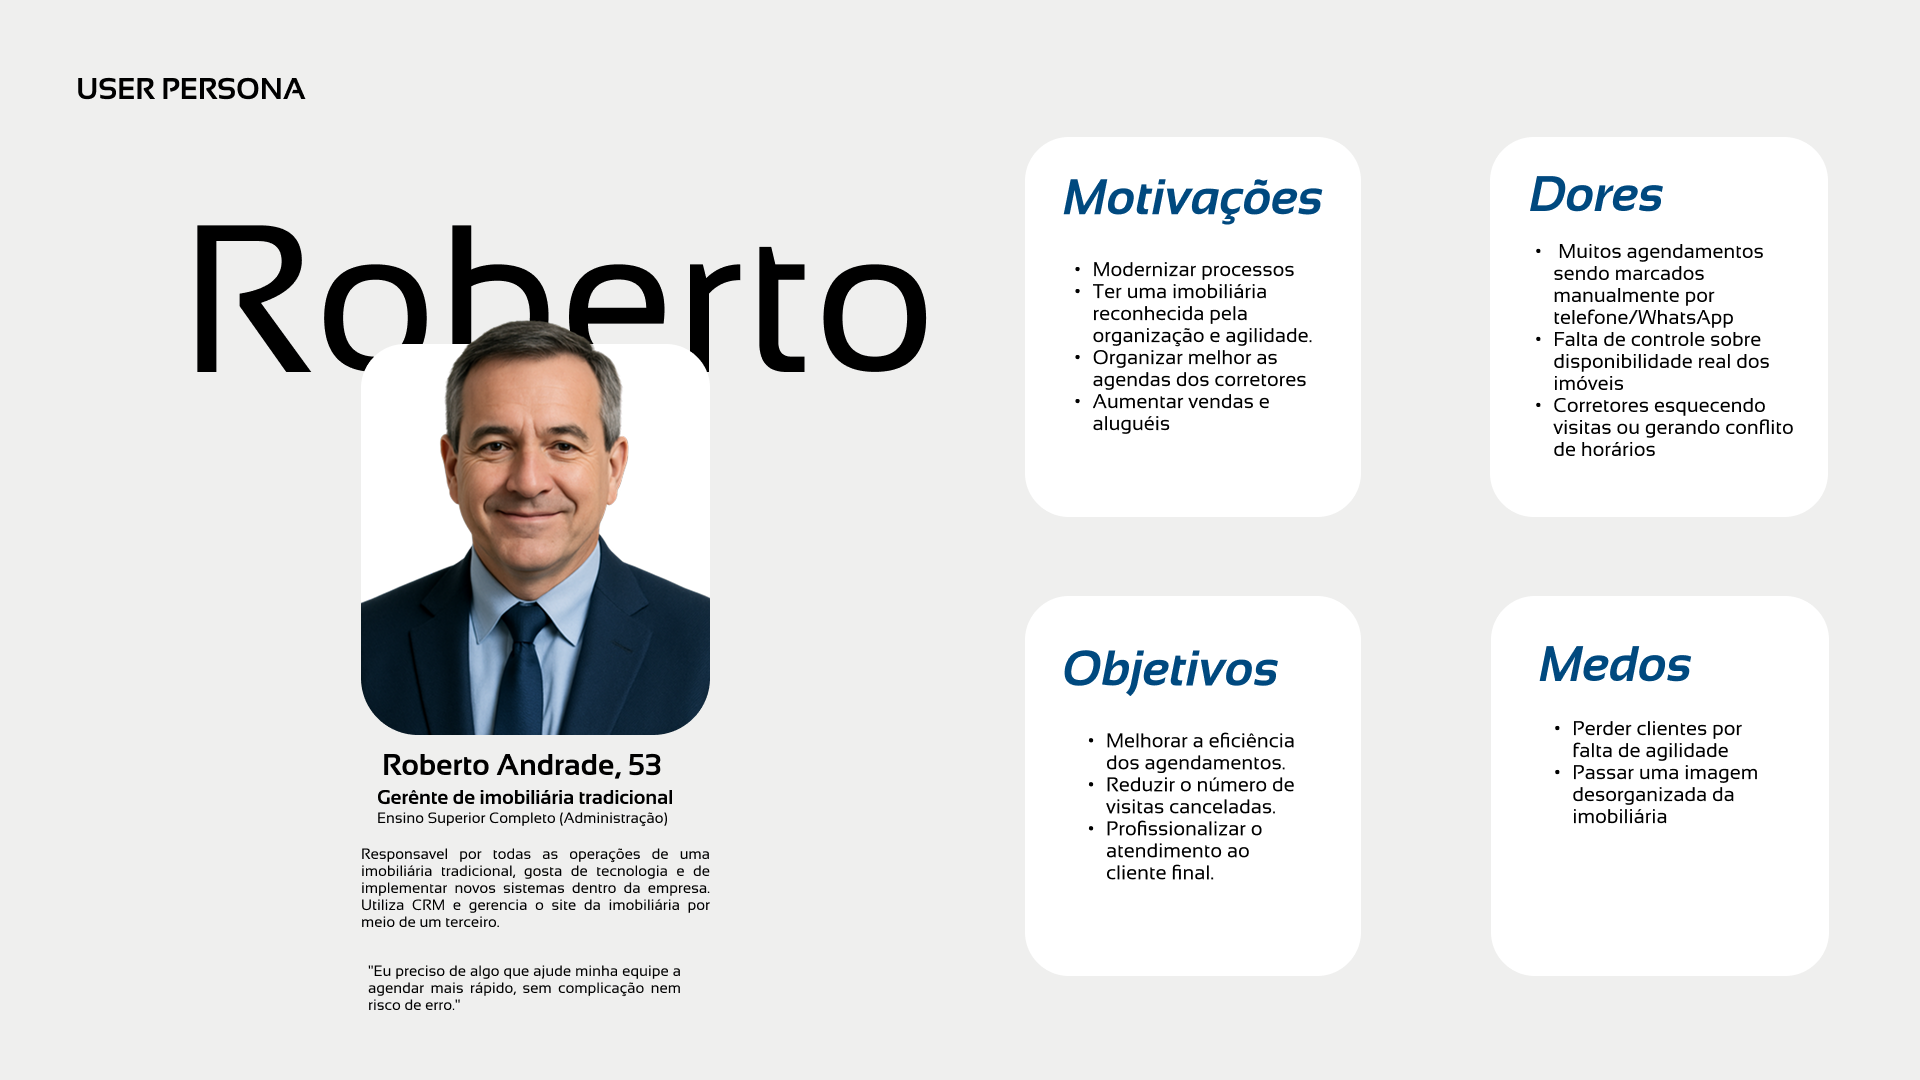 USER PERSONA
Roberto
Roberto Andrade, 53
Gerênte de imobiliária tradicional
Ensino Superior Completo (Administração)
Responsavel por todas as operações de uma
imobiliária tradicional, gosta de tecnologia e de
implementar novos sistemas dentro da empresa.
Utiliza CRM e gerencia o site da imobiliária por
meio de um terceiro.
"Eu preciso de algo que ajude minha equipe a
agendar mais rápido, sem complicação nem
risco de erro."
Motivações
• Modernizar processos
• Ter uma imobiliária
reconhecida pela
organização e agilidade.
• Organizar melhor as
agendas dos corretores
• Aumentar vendas e
aluguéis
Dores
• Muitos agendamentos
sendo marcados
manualmente por
telefone/WhatsApp
• Falta de controle sobre
disponibilidade real dos
imóveis
• Corretores esquecendo
visitas ou gerando conflito
de horários
Objetivos
• Melhorar a eficiência
dos agendamentos.
• Reduzir o número de
visitas canceladas.
• Profissionalizar o
atendimento ao
cliente final.
Medos
• Perder clientes por
falta de agilidade
• Passar uma imagem
desorganizada da
imobiliária